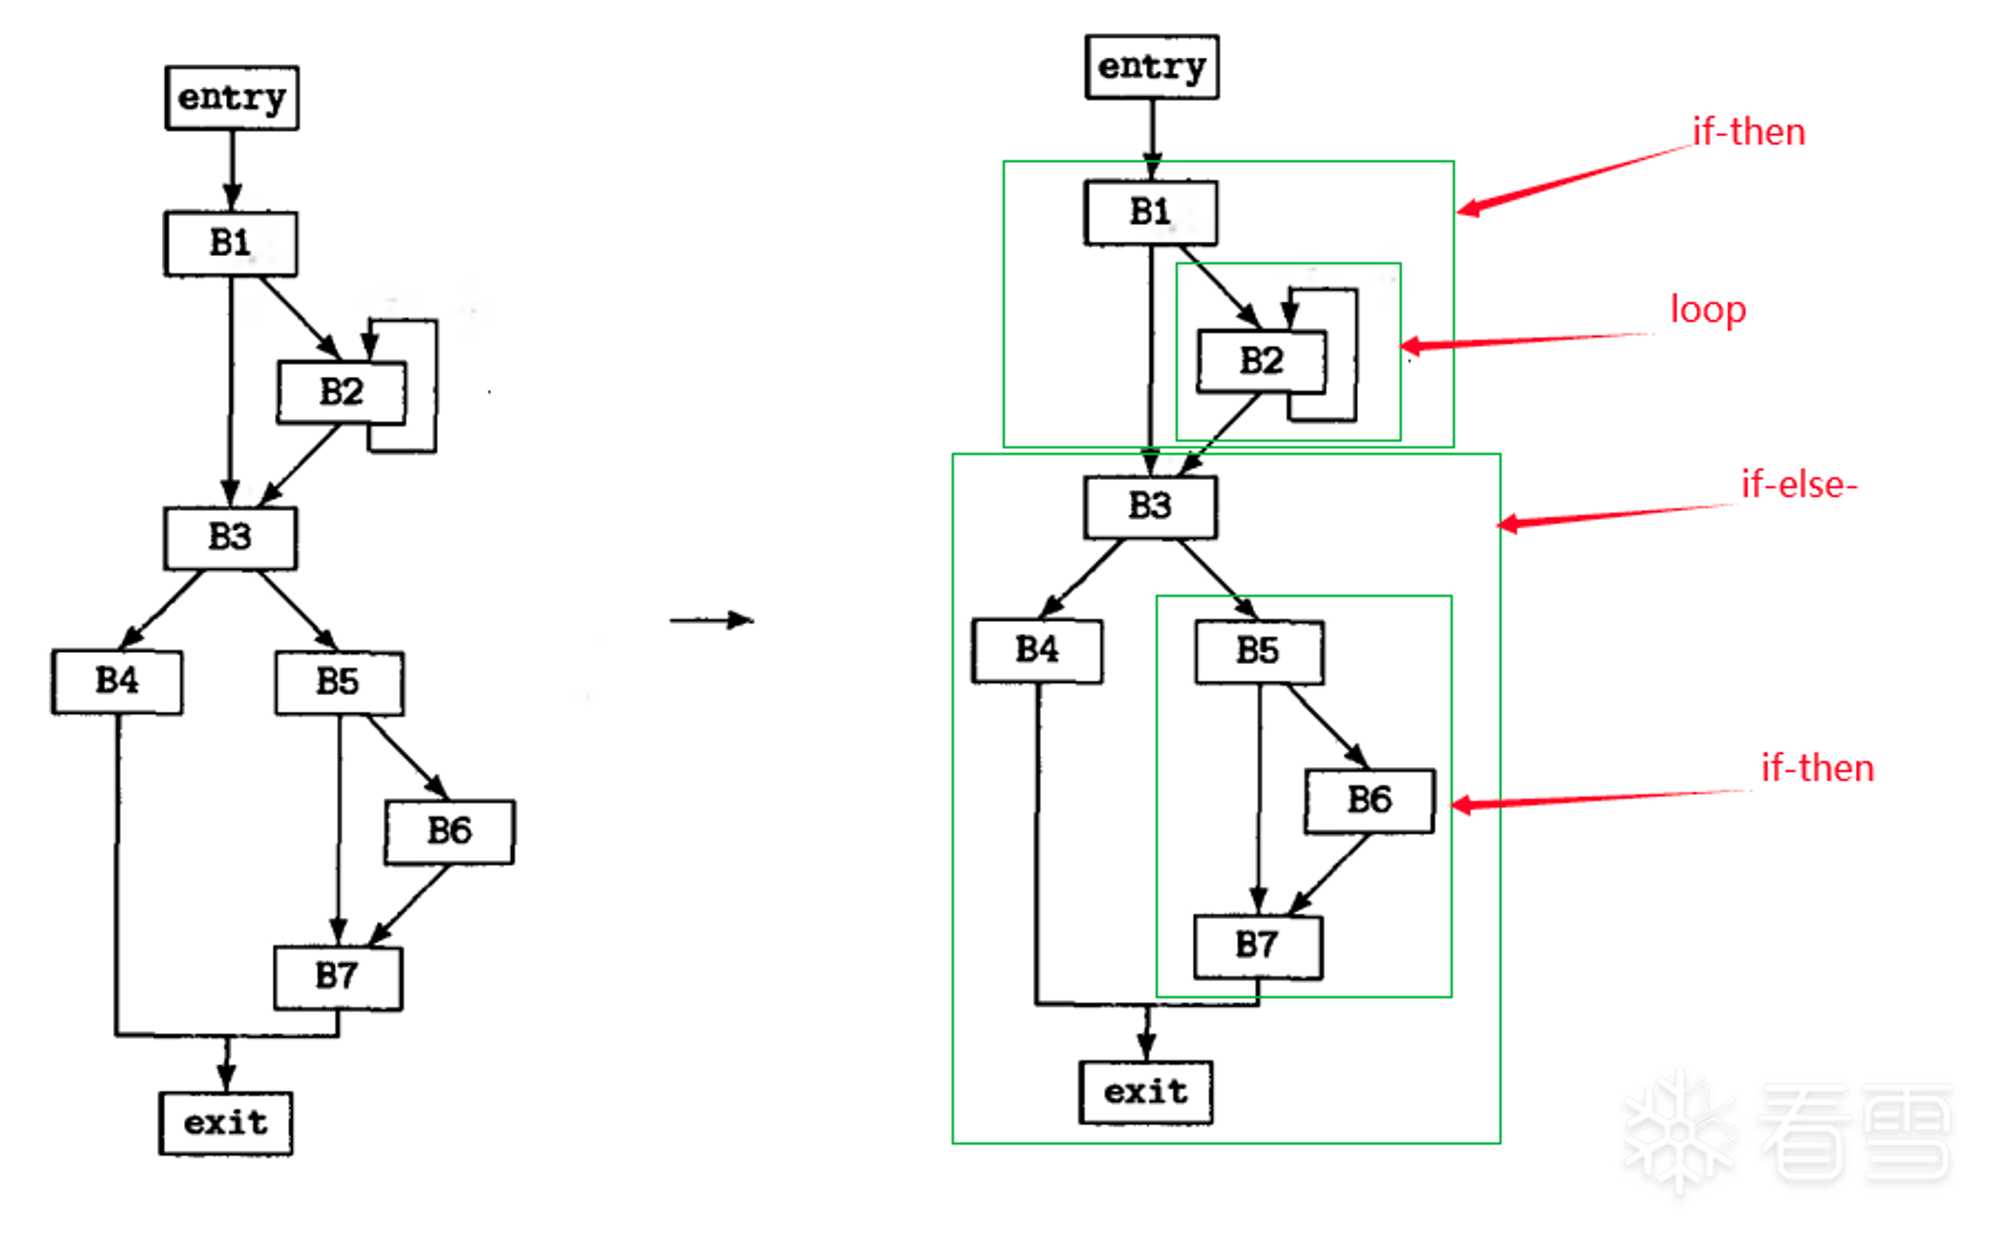 entry
B1
B2
B3
B4
B5
B6
B7
exit
entry
B1
B2
B3
B4
B5
B6
B7
exit
if-then
loop
if-else-
if-then
看雪